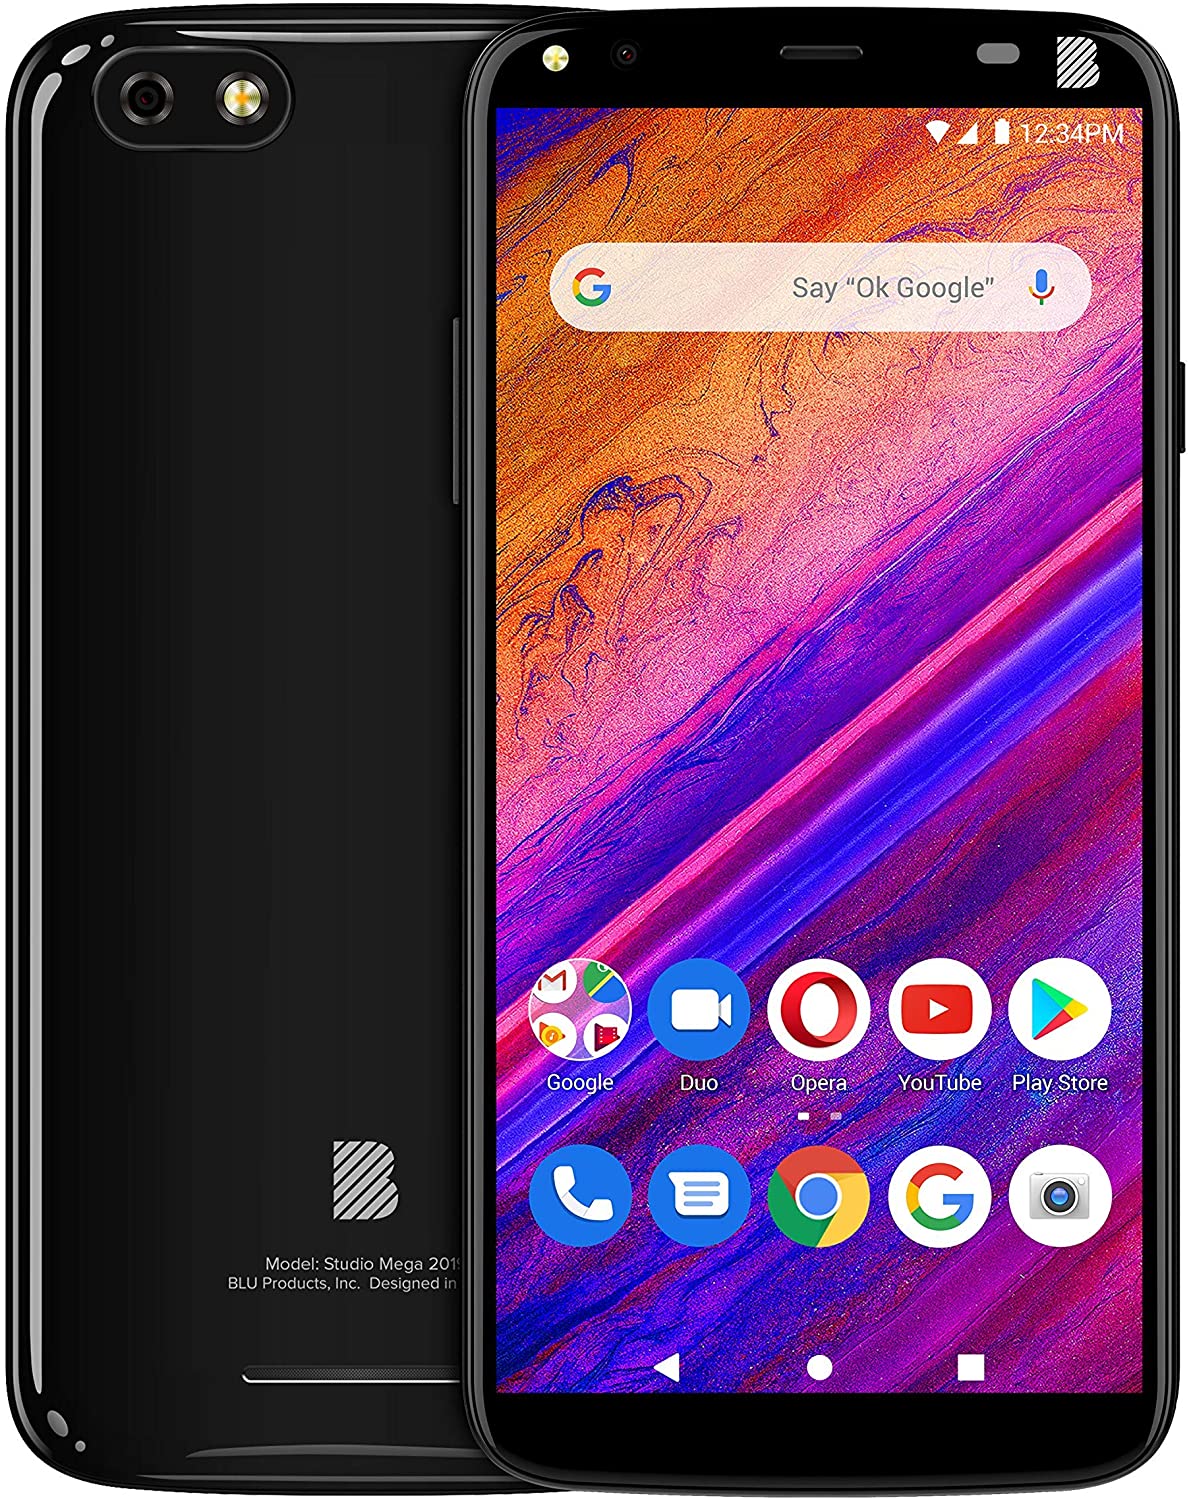 12:34PM
Say “Ok Google”
Google Duo Opera YouTube Play Store
Model: Studio Mega 2019
BLU Products, Inc. Designed in